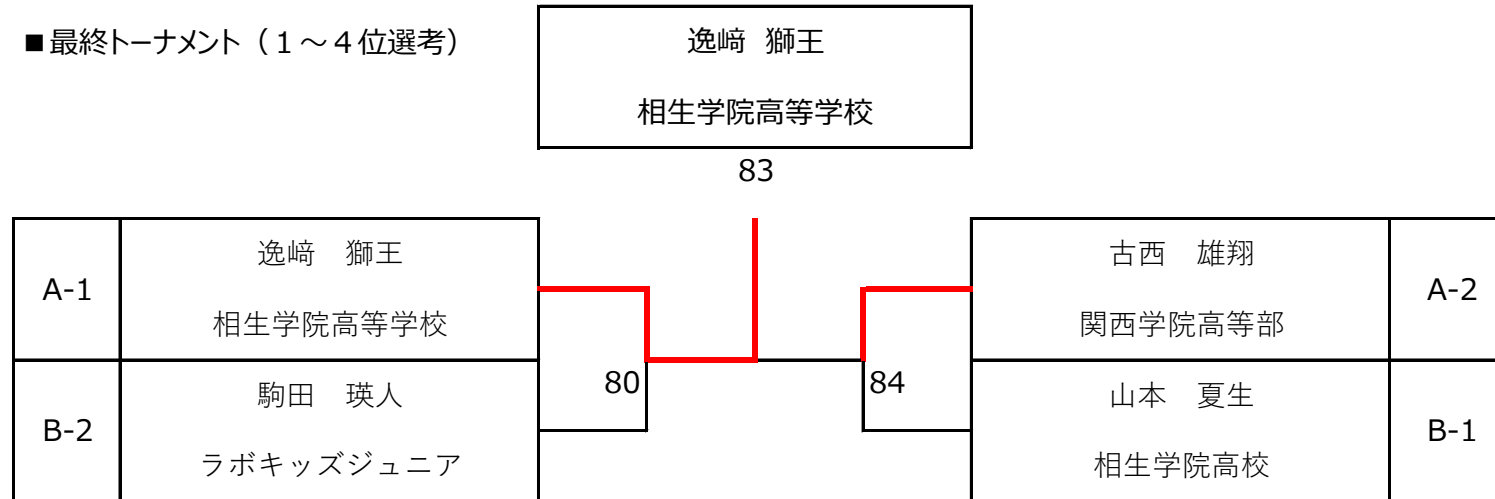 ■最終トーナメント（１～４位選考）
逸﨑 獅王
相生学院高等学校
83
A-1
逸﨑　獅王
相生学院高等学校
B-2
駒田　瑛人
ラボキッズジュニア
80
84
古西　雄翔
関西学院高等部
A-2
山本　夏生
相生学院高校
B-1